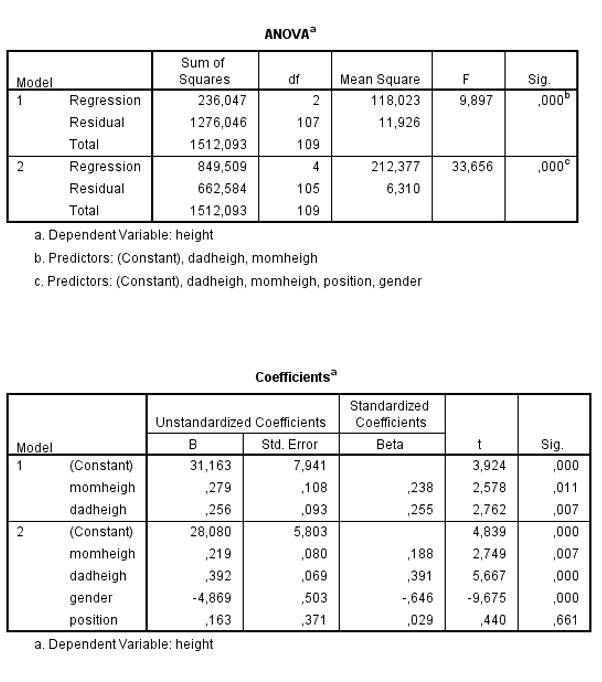 ANOVAa
Model Sum of Squares df Mean Square F Sig.
1 Regression 236,047 2 118,023 9,897 ,000b
Residual 1276,046 107 11,926
Total 1512,093 109
2 Regression 849,509 4 212,377 33,656 ,000c
Residual 662,584 105 6,310
Total 1512,093 109
a. Dependent Variable: height
b. Predictors: (Constant), dadheigh, momheigh
c. Predictors: (Constant), dadheigh, momheigh, position, gender
Coefficientsa
Unstandardized Coefficients Standardized Coefficients
Model B Std. Error Beta t Sig.
1 (Constant) 31,163 7,941 3,924 ,000
momheigh ,279 ,108 ,238 2,578 ,011
dadheigh ,256 ,093 ,255 2,762 ,007
2 (Constant) 28,080 5,803 4,839 ,000
momheigh ,219 ,080 ,188 2,749 ,007
dadheigh ,392 ,069 ,391 5,667 ,000
gender -4,869 ,503 -,646 -9,675 ,000
position ,163 ,371 ,029 ,440 ,661
a. Dependent Variable: height